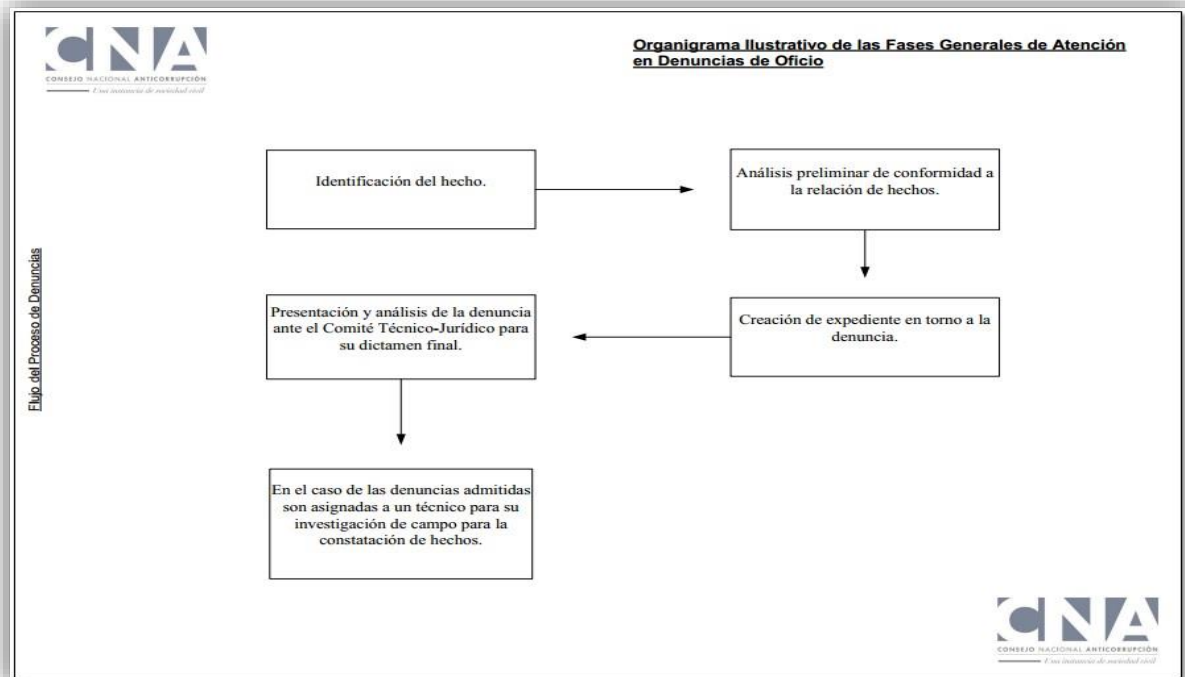 CNA
CONSEJO NACIONAL ANTICORRUPCIÓN
Una instancia de sociedad civil
Organigrama Ilustrativo de las Fases Generales de Atención
en Denuncias de Oficio
Flujo del Proceso de Denuncias
Identificación del hecho.
Análisis preliminar de conformidad a
la relación de hechos.
Creación de expediente en torno a la
denuncia.
Presentación y análisis de la denuncia
ante el Comité Técnico-Jurídico para
su dictamen final.
En el caso de las denuncias admitidas
son asignadas a un técnico para su
investigación de campo para la
constatación de hechos.
CNA
CONSEJO NACIONAL ANTICORRUPCIÓN
Una instancia de sociedad civil